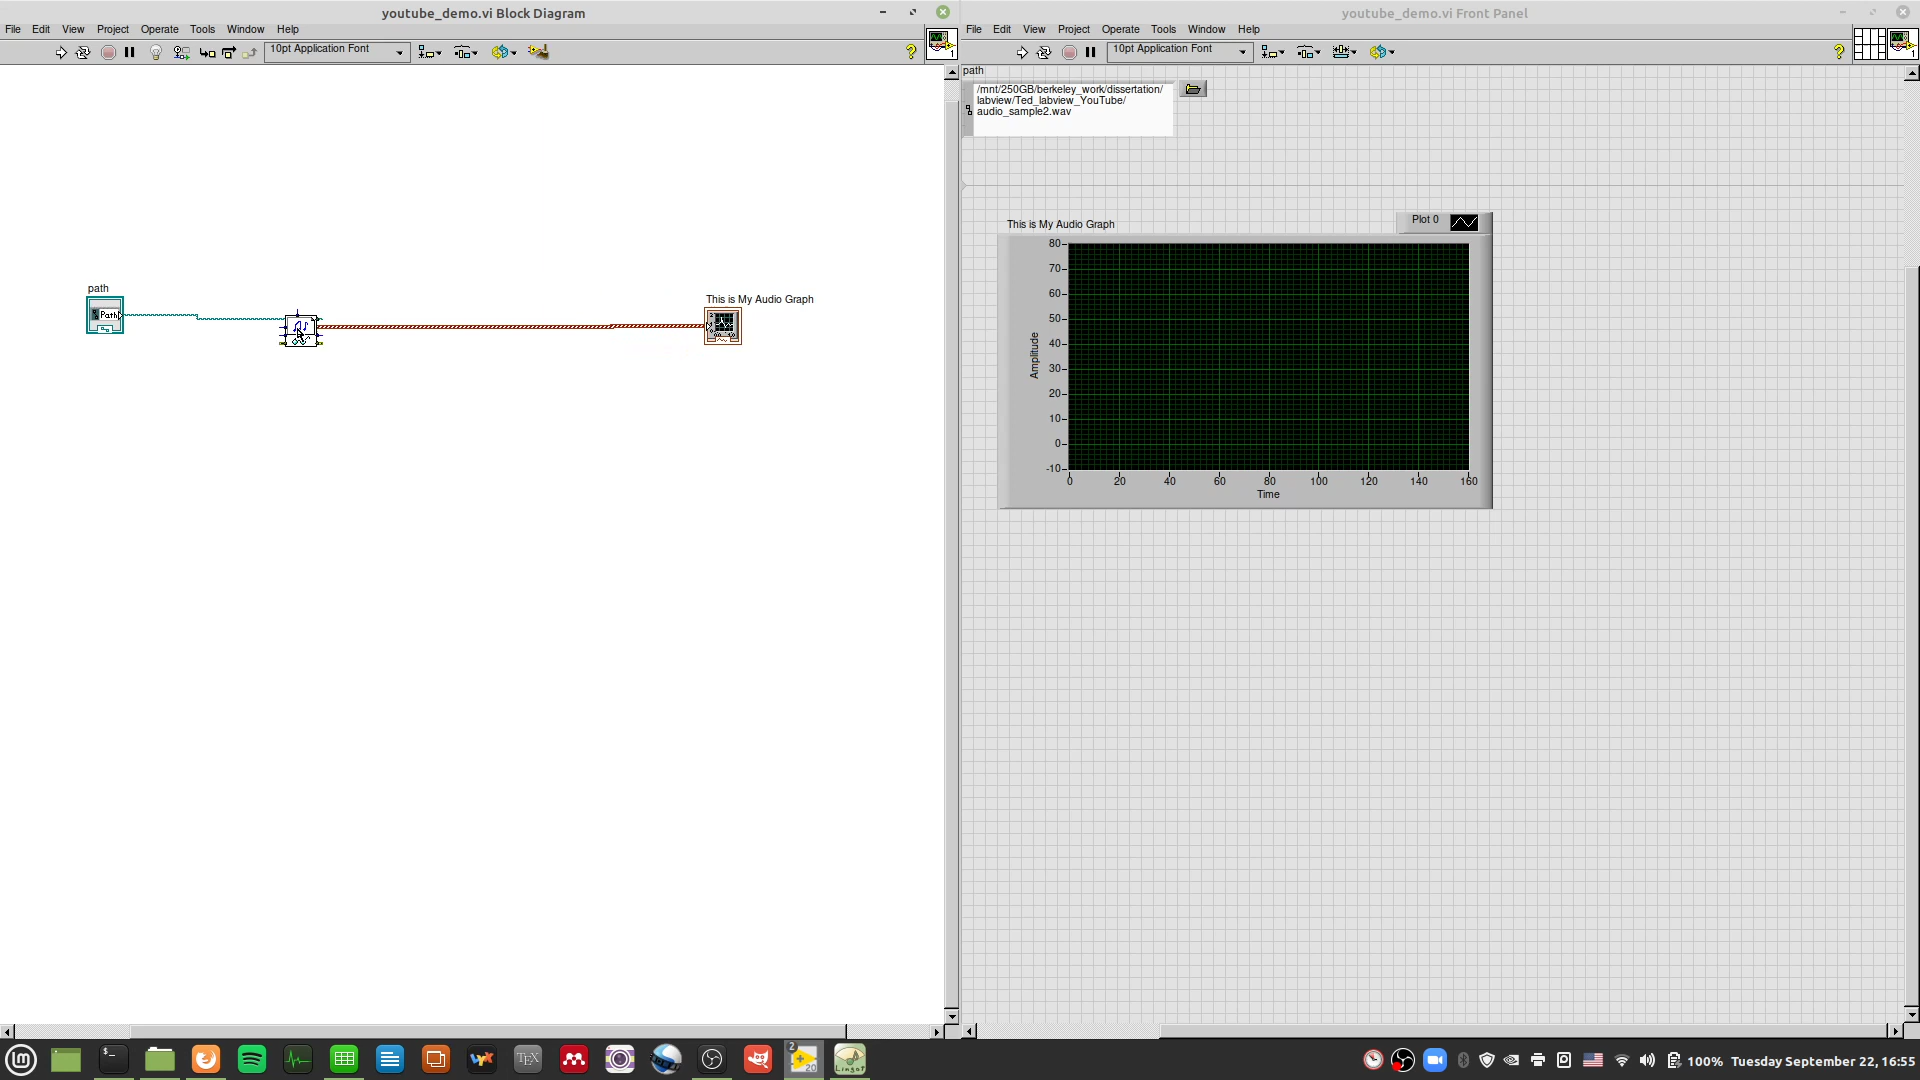 youtube_demo.vi Block Diagram
File Edit View Project Operate Tools Window Help
10pt Application Font
path
Path
This is My Audio Graph
youtube_demo.vi Front Panel
File Edit View Project Operate Tools Window Help
10pt Application Font
path
/mnt/250GB/berkeley_work/dissertation/
labview/Ted_labview_YouTube/
audio_sample2.wav
This is My Audio Graph
Plot 0
80
70
60
50
40
30
20
10
0
-10
Amplitude
0 20 40 60 80 100 120 140 160
Time
TEX
2
20
Lingot
100% Tuesday September 22, 16:55